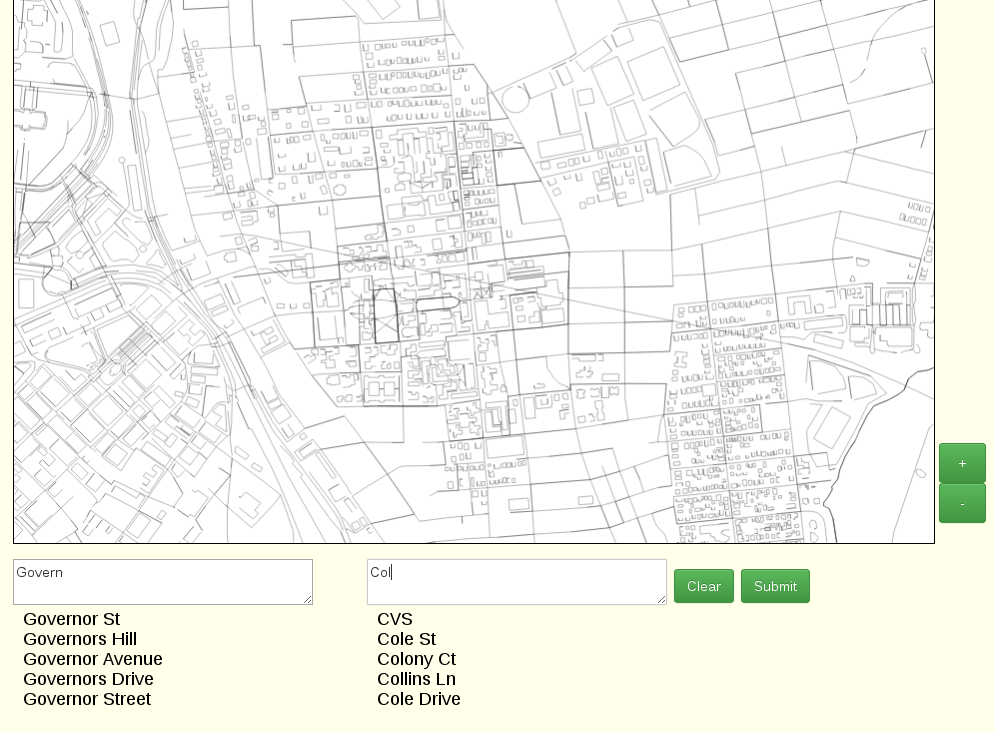 +
-
Govern
Col
Clear
Submit
Governor St
Governors Hill
Governor Avenue
Governors Drive
Governor Street
CVS
Cole St
Colony Ct
Collins Ln
Cole Drive